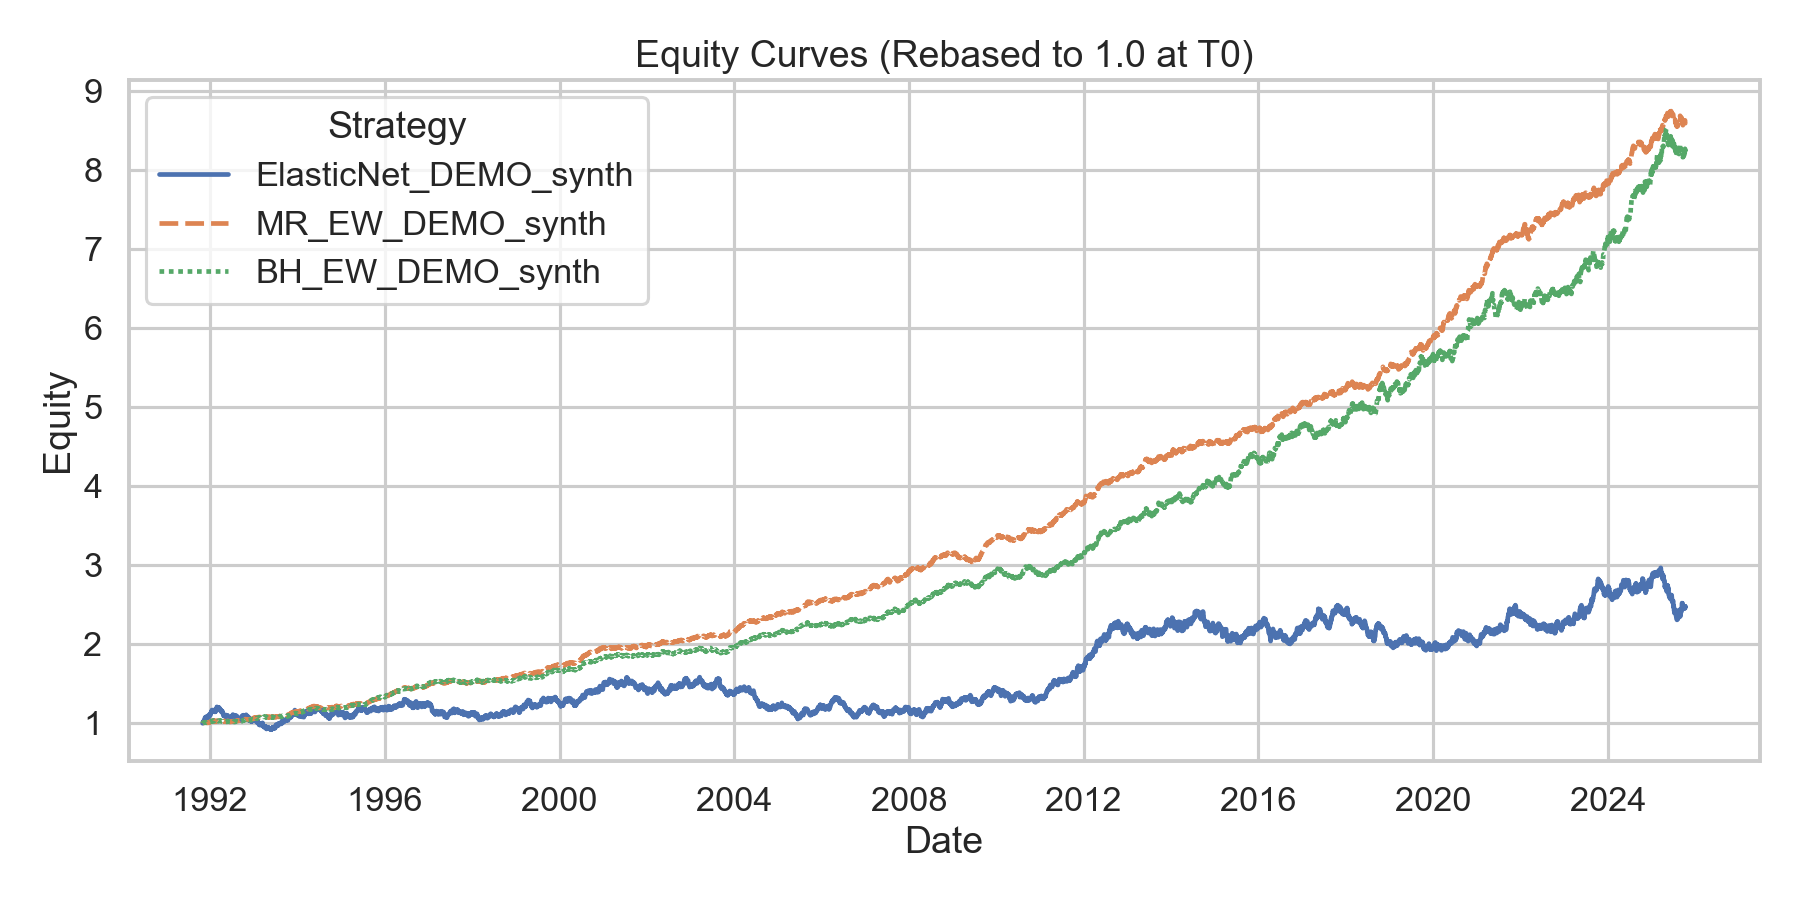 Equity Curves (Rebased to 1.0 at T0)
Strategy
ElasticNet_DEMO_synth
MR_EW_DEMO_synth
BH_EW_DEMO_synth
9
8
7
6
5
4
3
2
1
Equity
1992 1996 2000 2004 2008 2012 2016 2020 2024
Date